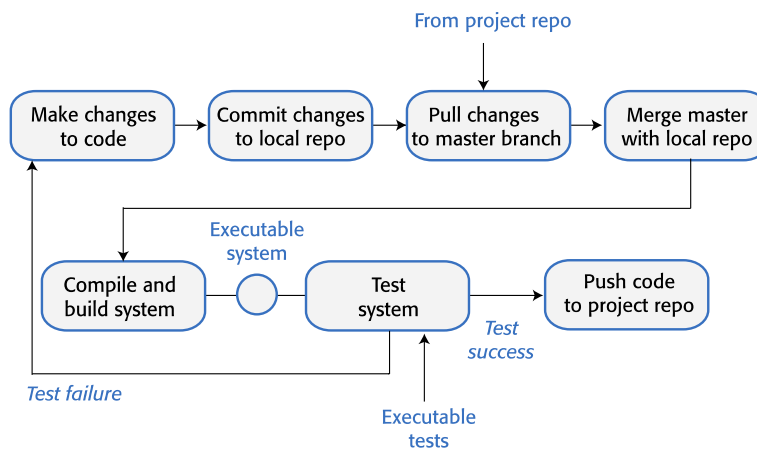 From project repo
Make changes
to code
Commit changes
to local repo
Pull changes
to master branch
Merge master
with local repo
Executable
system
Compile and
build system
Test
system
Push code
to project repo
Test
success
Test failure
Executable
tests